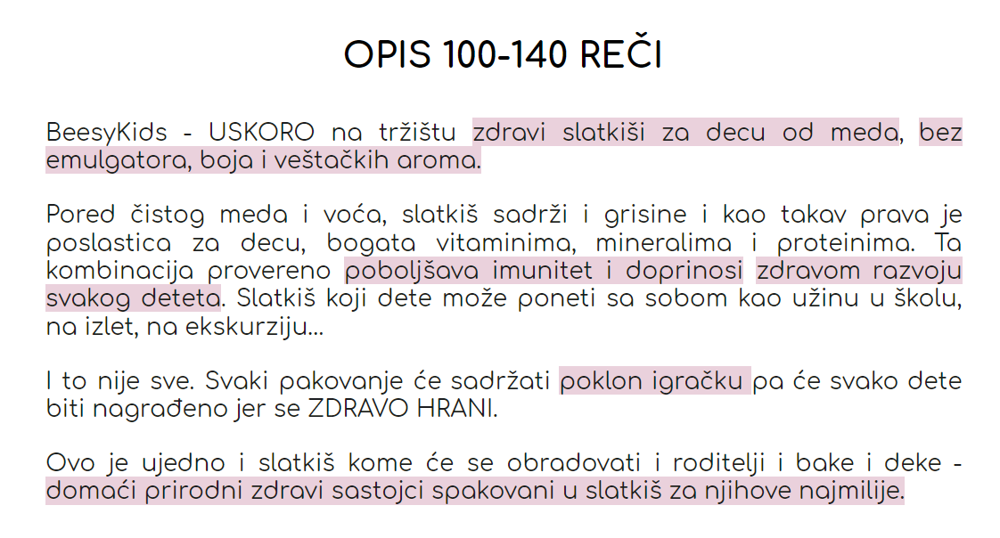 OPIS 100-140 REČI
BeesyKids - USKORO na tržištu zdravi slatkiši za decu od meda, bez
emulgatora, boja i veštačkih aroma.
Pored čistog meda i voća, slatkiš sadrži i grisine i kao takav prava je
poslastica za decu, bogata vitaminima, mineralima i proteinima. Ta
kombinacija provereno poboljšava imunitet i doprinosi zdravom razvoju
svakog deteta. Slatkiš koji dete može poneti sa sobom kao užinu u školu,
na izlet, na ekskurziju...
I to nije sve. Svaki pakovanje će sadržati poklon igračku pa će svako dete
biti nagrađeno jer se ZDRAVO HRANI.
Ovo je ujedno i slatkiš kome će se obradovati i roditelji i bake i deke -
domaći prirodni zdravi sastojci spakovani u slatkiš za njihove najmilije.